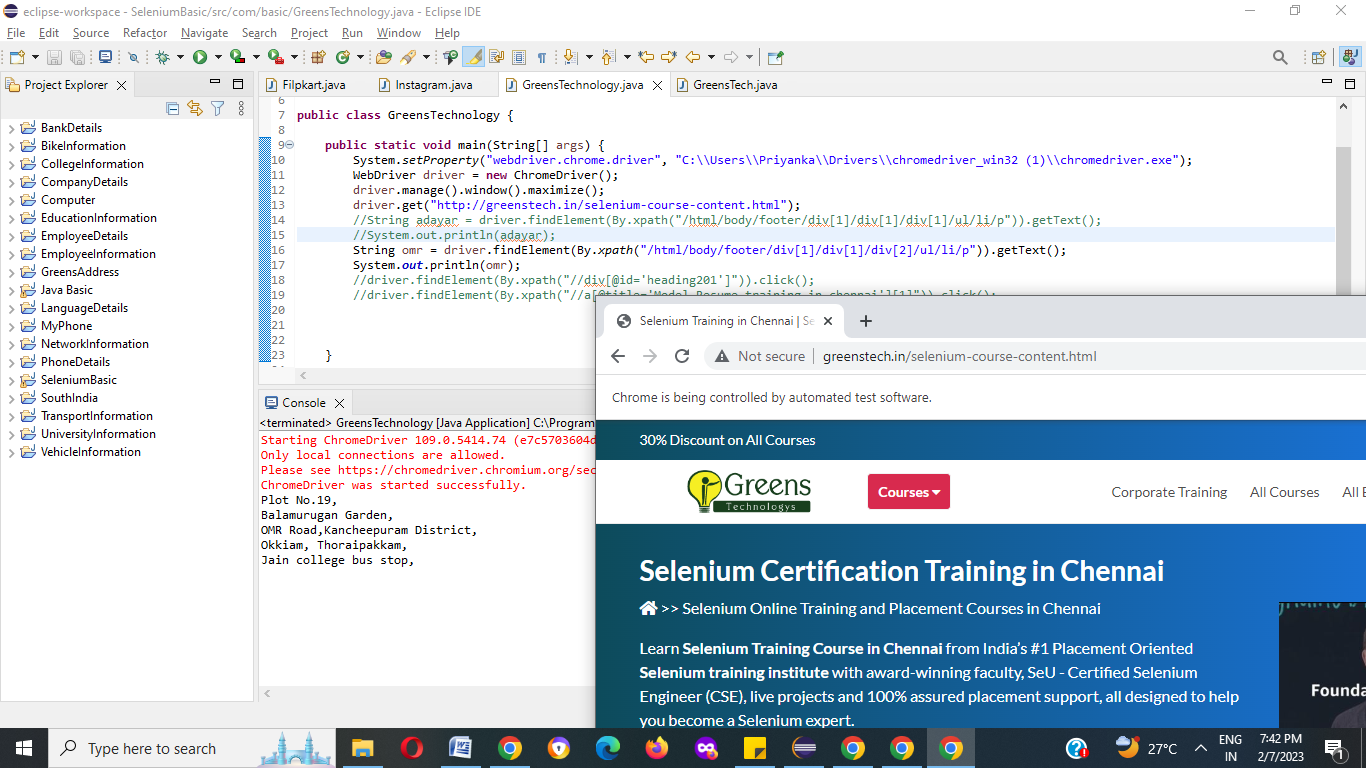 eclipse-workspace - SeleniumBasic/src/com/basic/GreensTechnology.java - Eclipse IDE
File Edit Source Refactor Navigate Search Project Run Window Help
Project Explorer
BankDetails
BikeInformation
CollegeInformation
CompanyDetails
Computer
EducationInformation
EmployeeDetails
EmployeeInformation
GreensAddress
Java Basic
LanguageDetails
MyPhone
NetworkInformation
PhoneDetails
SeleniumBasic
SouthIndia
TransportInformation
UniversityInformation
VehicleInformation
Filpkart.java Instagram.java GreensTechnology.java GreensTech.java
6
7 public class GreensTechnology {
8
9 public static void main(String[] args) {
10 System.setProperty("webdriver.chrome.driver", "C:\\Users\\Priyanka\\Drivers\\chromedriver_win32 (1)\\chromedriver.exe");
11 WebDriver driver = new ChromeDriver();
12 driver.manage().window().maximize();
13 driver.get("http://greenstech.in/selenium-course-content.html");
14 //String adayar = driver.findElement(By.xpath("/html/body/footer/div[1]/div[1]/div[1]/ul/li/p")).getText();
15 //System.out.println(adayar);
16 String omr = driver.findElement(By.xpath("/html/body/footer/div[1]/div[1]/div[2]/ul/li/p")).getText();
17 System.out.println(omr);
18 //driver.findElement(By.xpath("//div[@id='heading201']")).click();
19 //driver.findElement(By.xpath("//a[@title='Model Resume training in chennai'][1]")).click();
20
21
22
23 }
Console
<terminated> GreensTechnology [Java Application] C:\Program
Starting ChromeDriver 109.0.5414.74 (e7c5703604d
Only local connections are allowed.
Please see https://chromedriver.chromium.org/sec
ChromeDriver was started successfully.
Plot No.19,
Balamurugan Garden,
OMR Road,Kancheepuram District,
Okkiam, Thoraipakkam,
Jain college bus stop,
Selenium Training in Chennai | Se
Not secure greenstech.in/selenium-course-content.html
Chrome is being controlled by automated test software.
30% Discount on All Courses
Greens
Technologys
Courses
Corporate Training All Courses All E
Selenium Certification Training in Chennai
>> Selenium Online Training and Placement Courses in Chennai
Learn Selenium Training Course in Chennai from India's #1 Placement Oriented
Selenium training institute with award-winning faculty, SeU - Certified Selenium
Engineer (CSE), live projects and 100% assured placement support, all designed to help
you become a Selenium expert.
Founda
Type here to search
27°C
ENG
IN
7:42 PM
2/7/2023
1